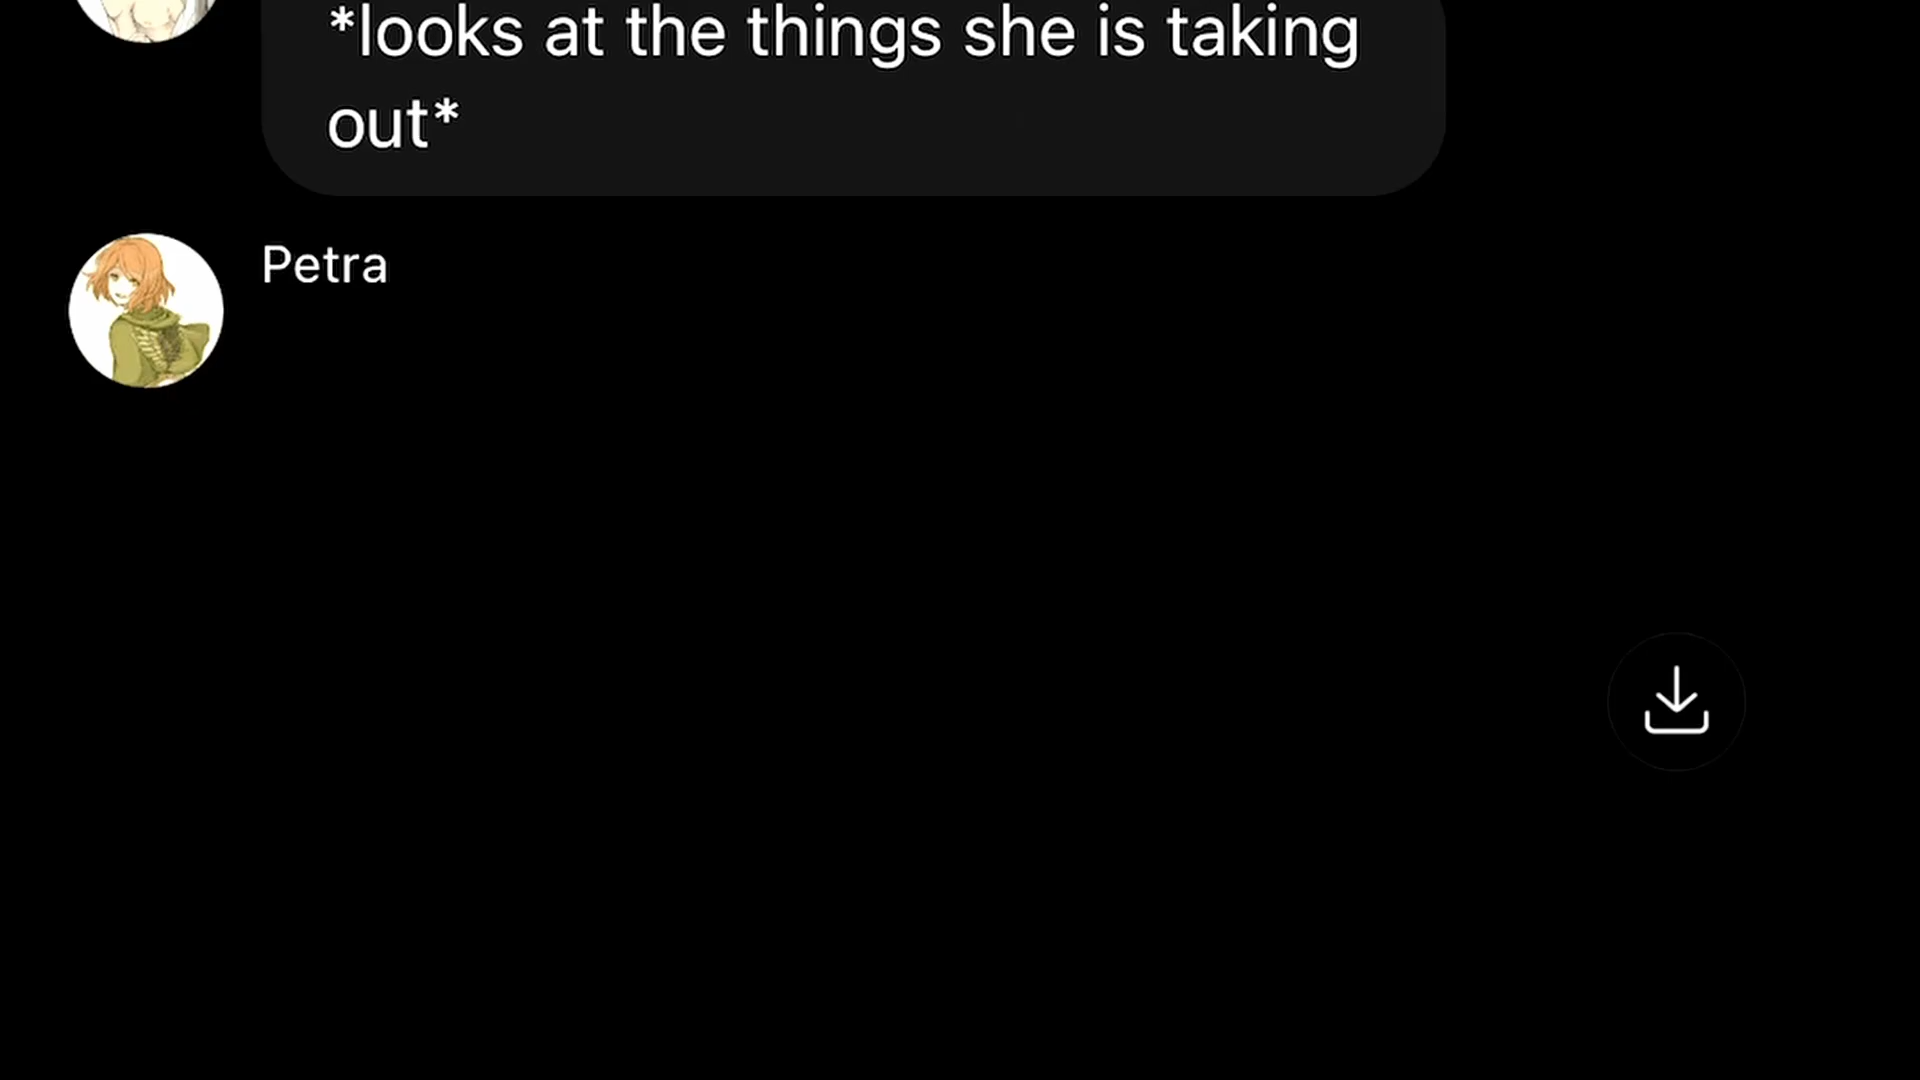 *looks at the things she is taking
out*
Petra